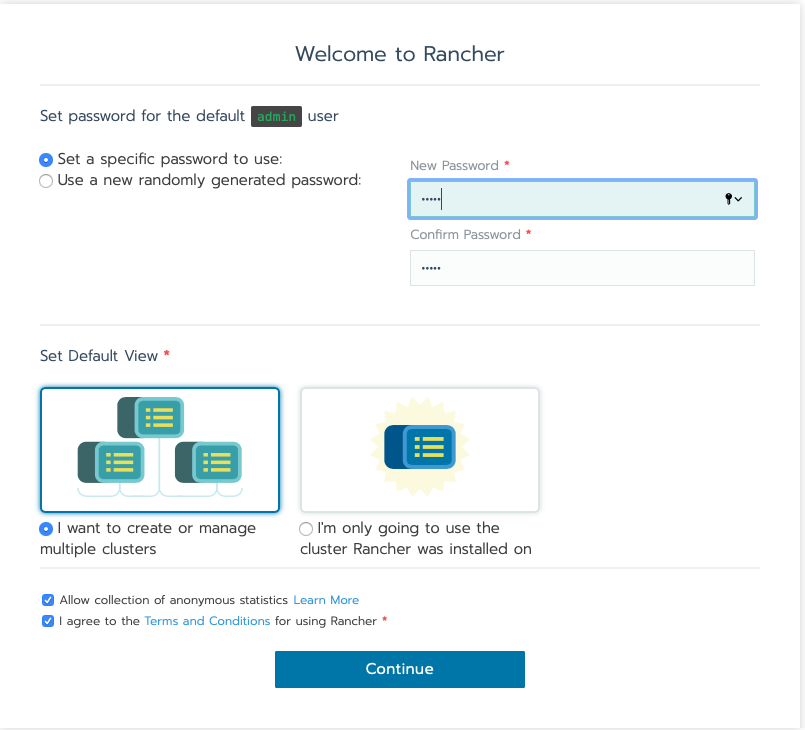 Welcome to Rancher
Set password for the default admin user
Set a specific password to use:
Use a new randomly generated password:
New Password *
•••••
Confirm Password *
•••••
Set Default View *
I want to create or manage
multiple clusters
I'm only going to use the
cluster Rancher was installed on
Allow collection of anonymous statistics Learn More
I agree to the Terms and Conditions for using Rancher *
Continue